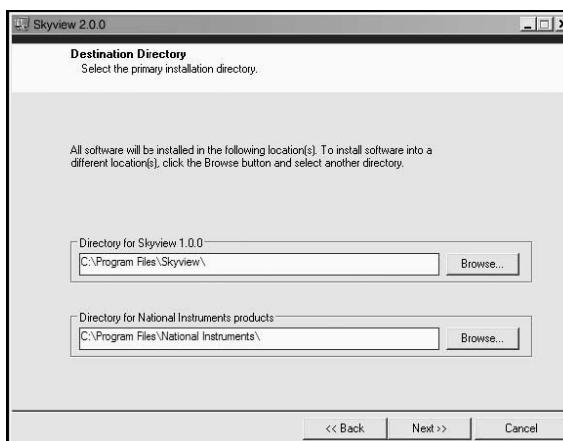 Skyview 2.0.0
Destination Directory
Select the primary installation directory.
All software will be installed in the following location(s). To install software into a
different location(s), click the Browse button and select another directory.
Directory for Skyview 1.0.0
C:\Program Files\Skyview\
Browse...
Directory for National Instruments products
C:\Program Files\National Instruments\
Browse...
<< Back
Next >>
Cancel